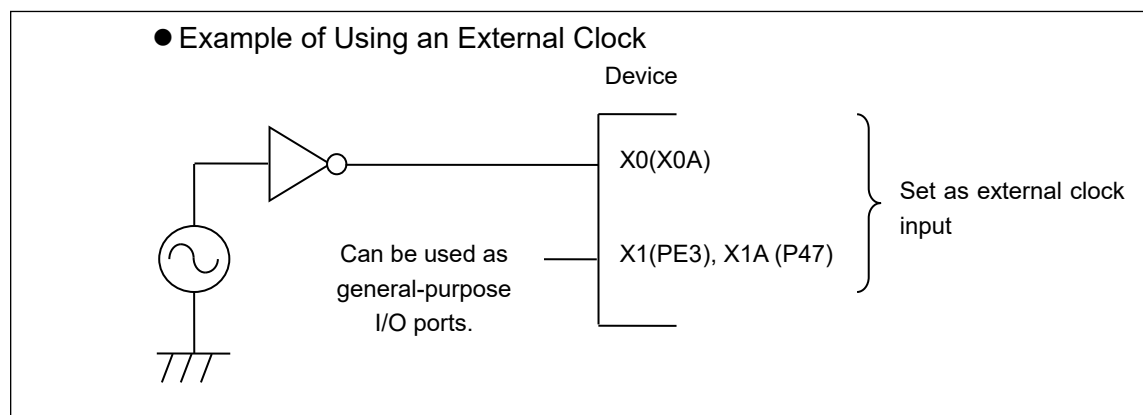 ● Example of Using an External Clock
Device
X0(X0A)
Set as external clock
input
Can be used as
general-purpose
I/O ports.
X1(PE3), X1A (P47)